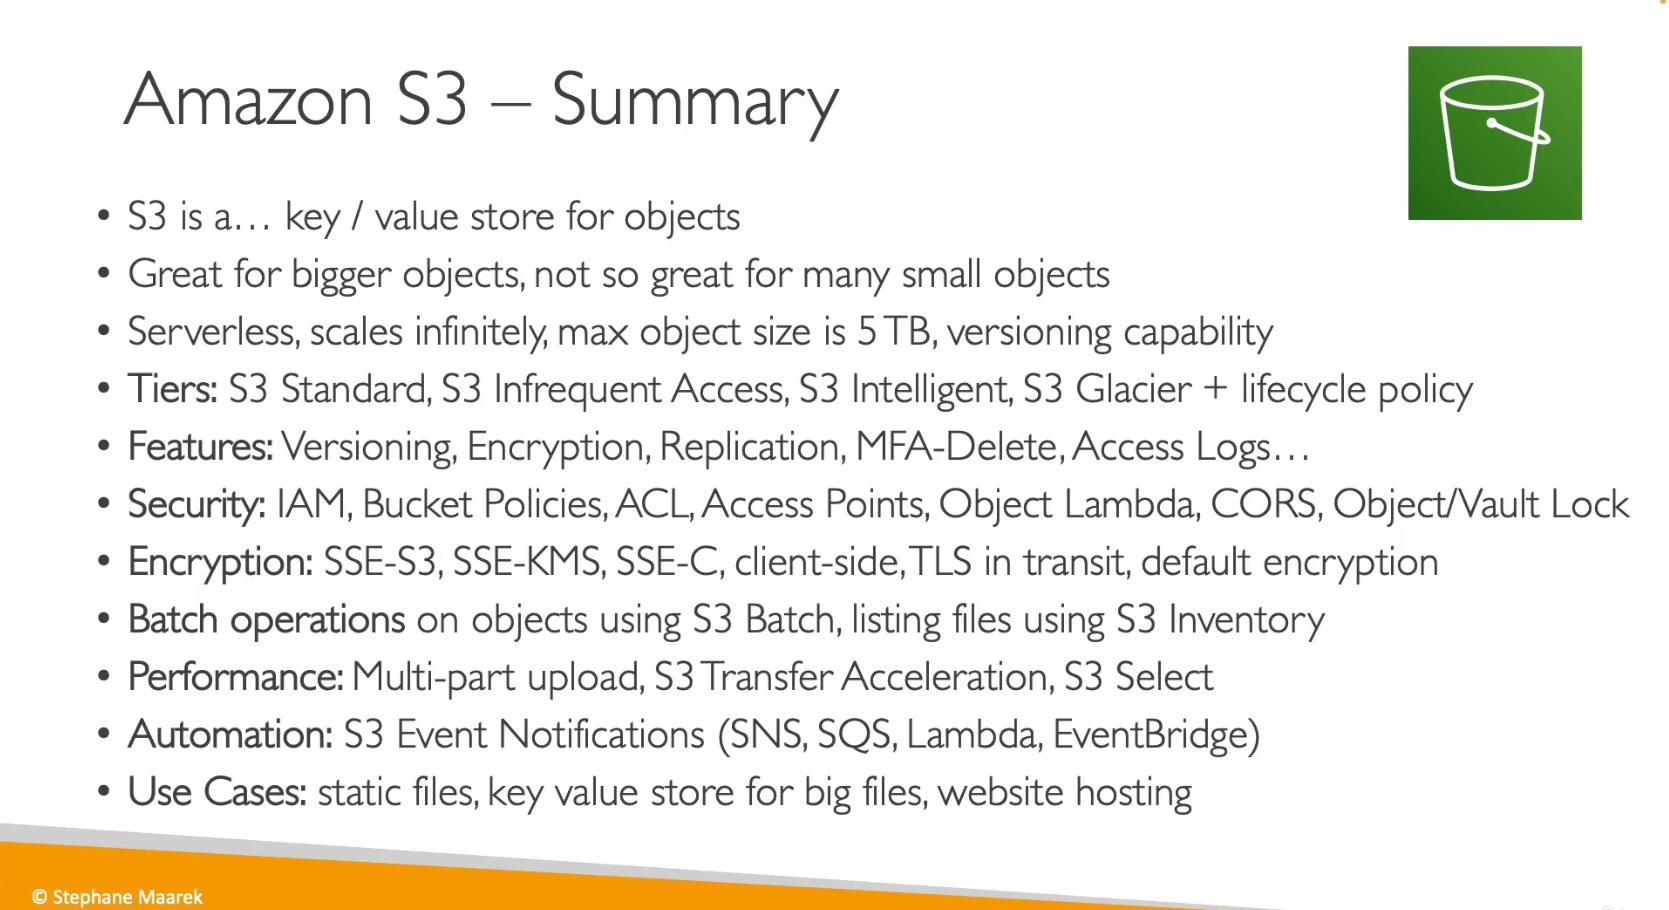 Amazon S3 – Summary
• S3 is a… key / value store for objects
• Great for bigger objects, not so great for many small objects
• Serverless, scales infinitely, max object size is 5 TB, versioning capability
• Tiers: S3 Standard, S3 Infrequent Access, S3 Intelligent, S3 Glacier + lifecycle policy
• Features: Versioning, Encryption, Replication, MFA-Delete, Access Logs…
• Security: IAM, Bucket Policies, ACL, Access Points, Object Lambda, CORS, Object/Vault Lock
• Encryption: SSE-S3, SSE-KMS, SSE-C, client-side, TLS in transit, default encryption
• Batch operations on objects using S3 Batch, listing files using S3 Inventory
• Performance: Multi-part upload, S3 Transfer Acceleration, S3 Select
• Automation: S3 Event Notifications (SNS, SQS, Lambda, EventBridge)
• Use Cases: static files, key value store for big files, website hosting
© Stephane Maarek